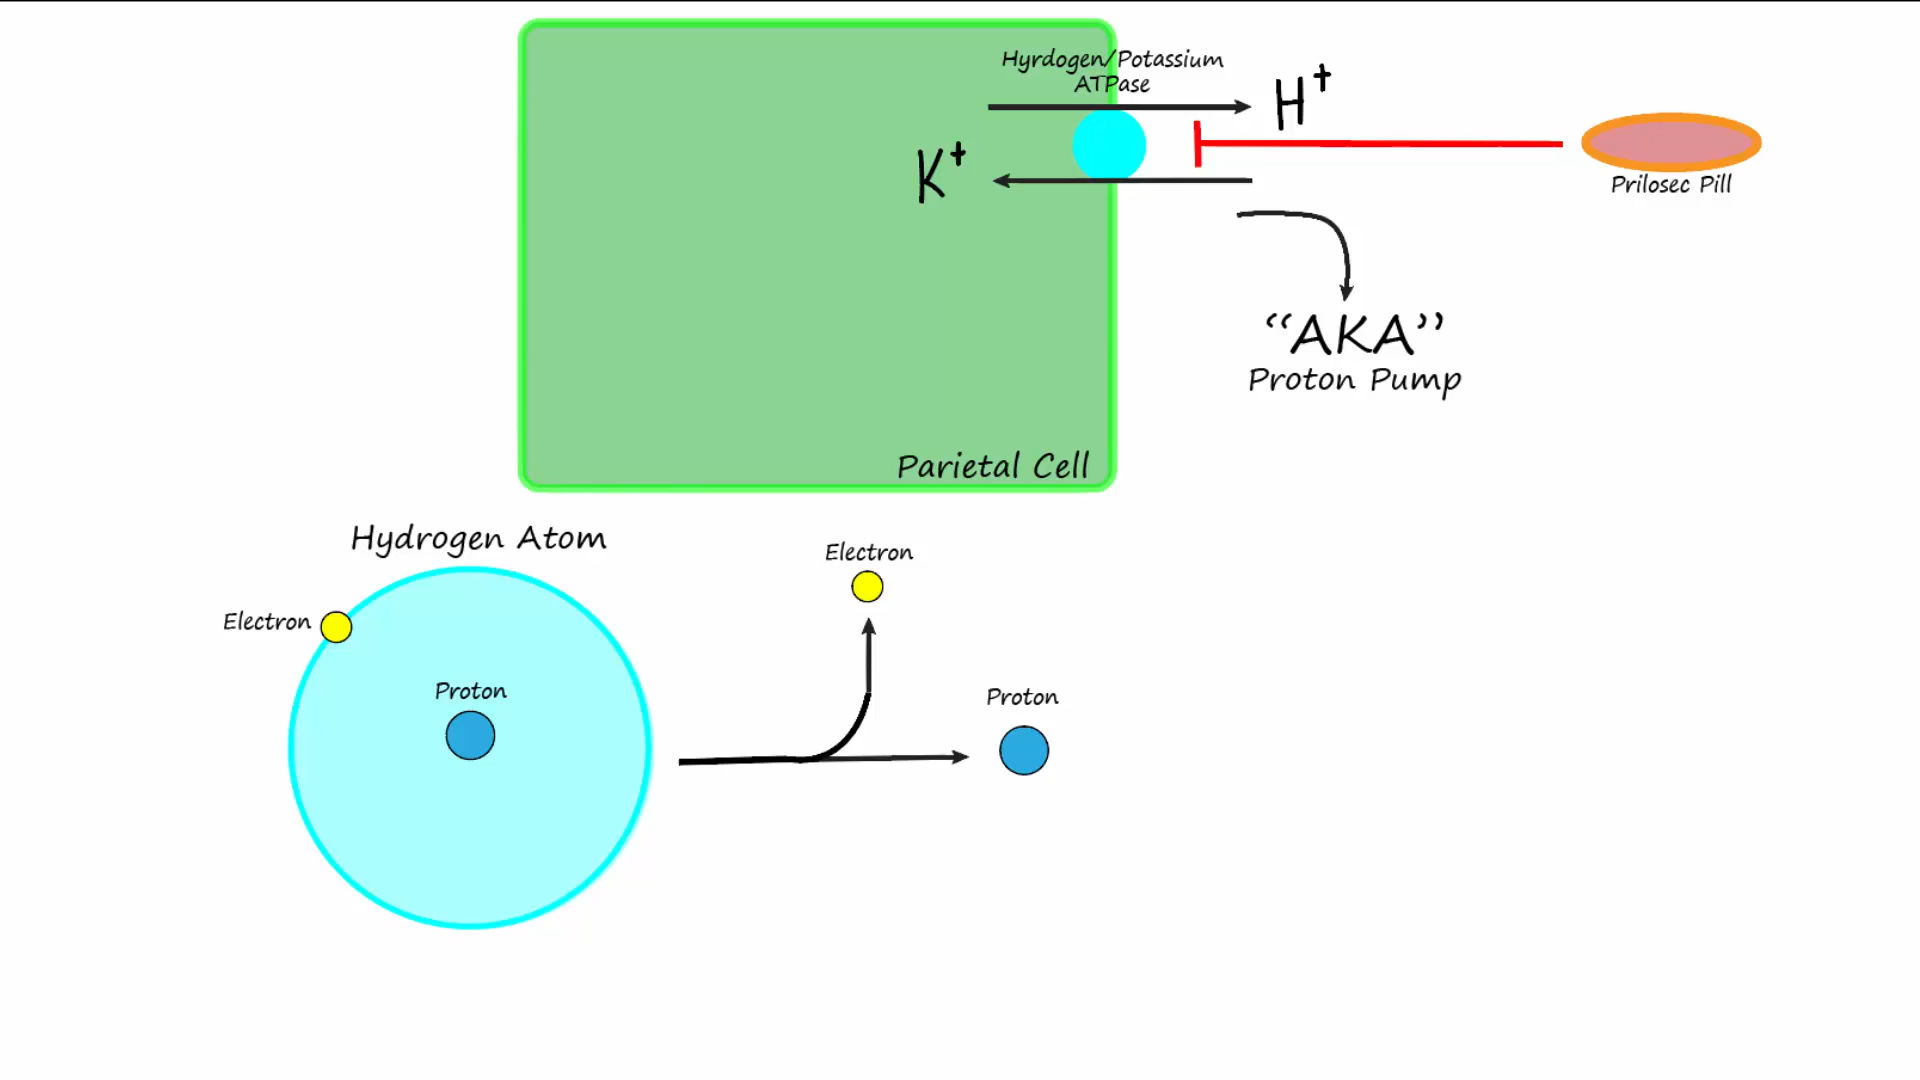 Hyrdogen/Potassium
ATPase
H+
K+
Prilosec Pill
“AKA”
Proton Pump
Parietal Cell
Hydrogen Atom
Electron
Electron
Proton
Proton